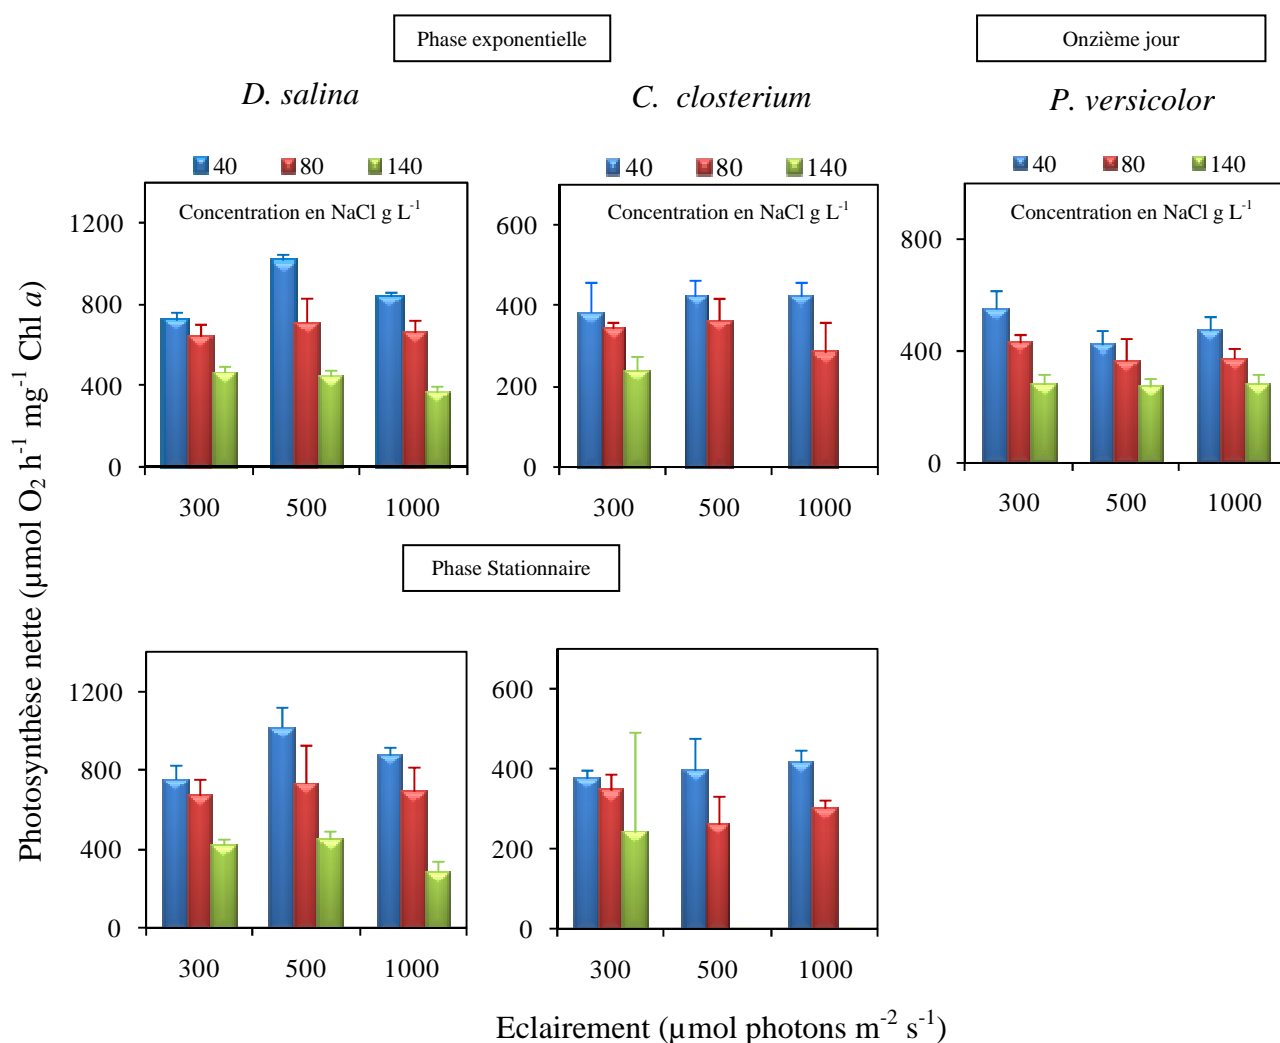 Phase exponentielle
Onzième jour
D. salina
C. closterium
P. versicolor
40 80 140
40 80 140
40 80 140
Concentration en NaCl g L-1
Concentration en NaCl g L-1
Concentration en NaCl g L-1
1200
800
400
0
600
400
200
0
800
400
0
300 500 1000
300 500 1000
300 500 1000
Photosynthèse nette (µmol O2 h-1 mg-1 Chl a)
Phase Stationnaire
1200
800
400
0
600
400
200
0
300 500 1000
300 500 1000
Eclairement (µmol photons m-2 s-1)